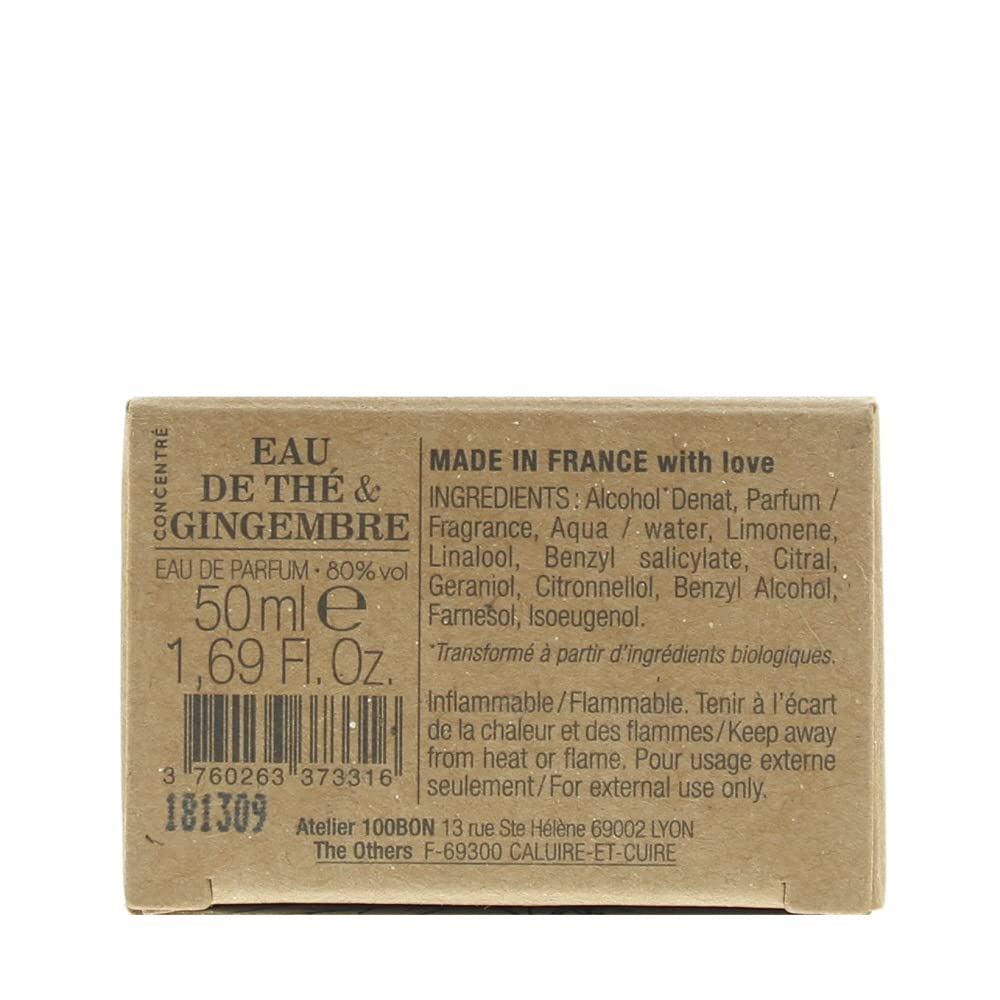 CONCENTRÉ
EAU
DE THÉ &
GINGEMBRE
EAU DE PARFUM · 80% vol
50 ml e
1,69 Fl. Oz.
3 760263 373316
181309
MADE IN FRANCE with love
INGREDIENTS : Alcohol*Denat, Parfum /
Fragrance, Aqua / water, Limonene,
Linalool, Benzyl salicylate, Citral,
Geraniol, Citronnellol, Benzyl Alcohol,
Farnesol, Isoeugenol.
*Transformé à partir d'ingrédients biologiques.
Inflammable / Flammable. Tenir à l'écart
de la chaleur et des flammes / Keep away
from heat or flame. Pour usage externe
seulement / For external use only.
Atelier 100BON 13 rue Ste Hélène 69002 LYON
The Others F-69300 CALUIRE-ET-CUIRE